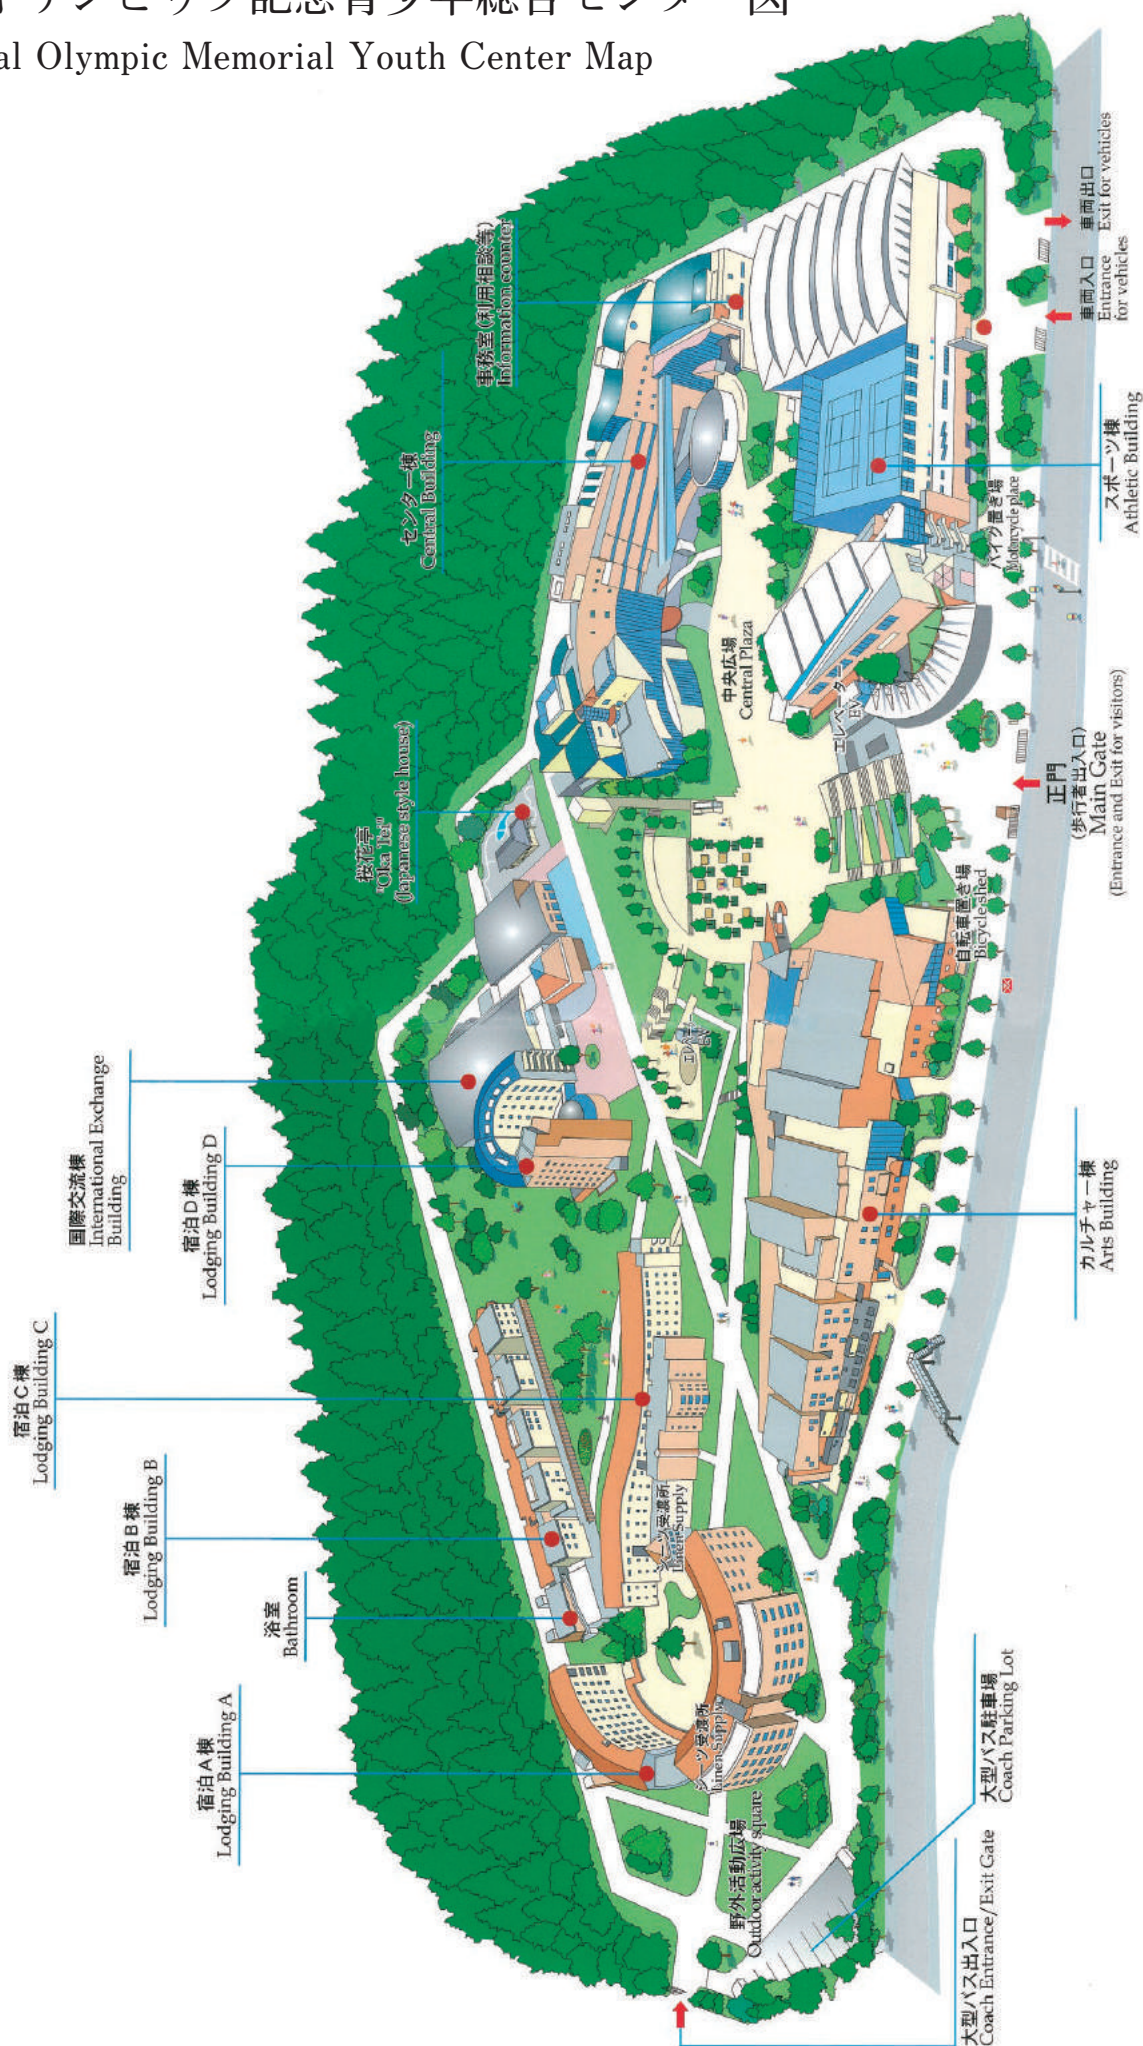 オリンピック記念青少年総合センター 図
al Olympic Memorial Youth Center Map
車両出口
Exit for vehicles
車両入口
Entrance
for vehicles
事務室(利用相談等)
Information counter
センター棟
Central Building
スポーツ棟
Athletic Building
バイク置き場
Motorcycle place
中央広場
Central Plaza
エレベーター
EV
正門
(歩行者出入口)
Main Gate
(Entrance and Exit for visitors)
桜花亭
"Oka Tei"
(Japanese style house)
自転車置き場
Bicycle shed
国際交流棟
International Exchange
Building
宿泊D棟
Lodging Building D
カルチャー棟
Arts Building
宿泊C棟
Lodging Building C
宿泊B棟
Lodging Building B
シーツ受渡所
Linen Supply
浴室
Bathroom
宿泊A棟
Lodging Building A
シーツ受渡所
Linen Supply
野外活動広場
Outdoor activity square
大型バス駐車場
Coach Parking Lot
大型バス出入口
Coach Entrance/Exit Gate